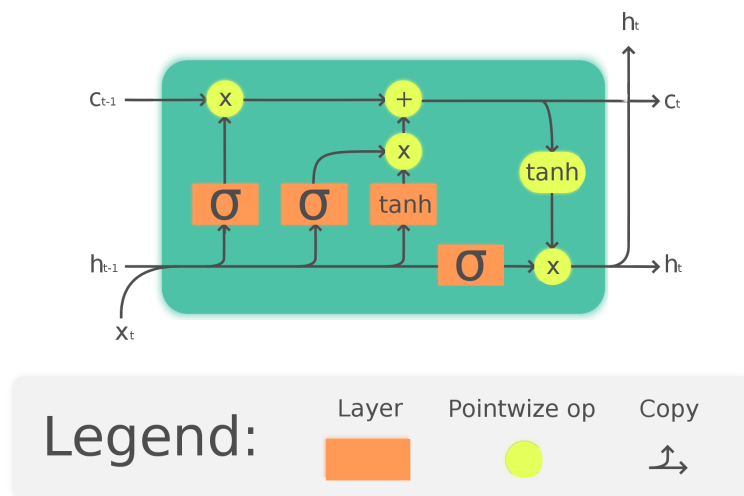 hₜ
cₜ₋₁
x
+
cₜ
x
tanh
σ
σ
tanh
hₜ₋₁
σ
x
hₜ
xₜ
Layer
Pointwize op
Copy
Legend: